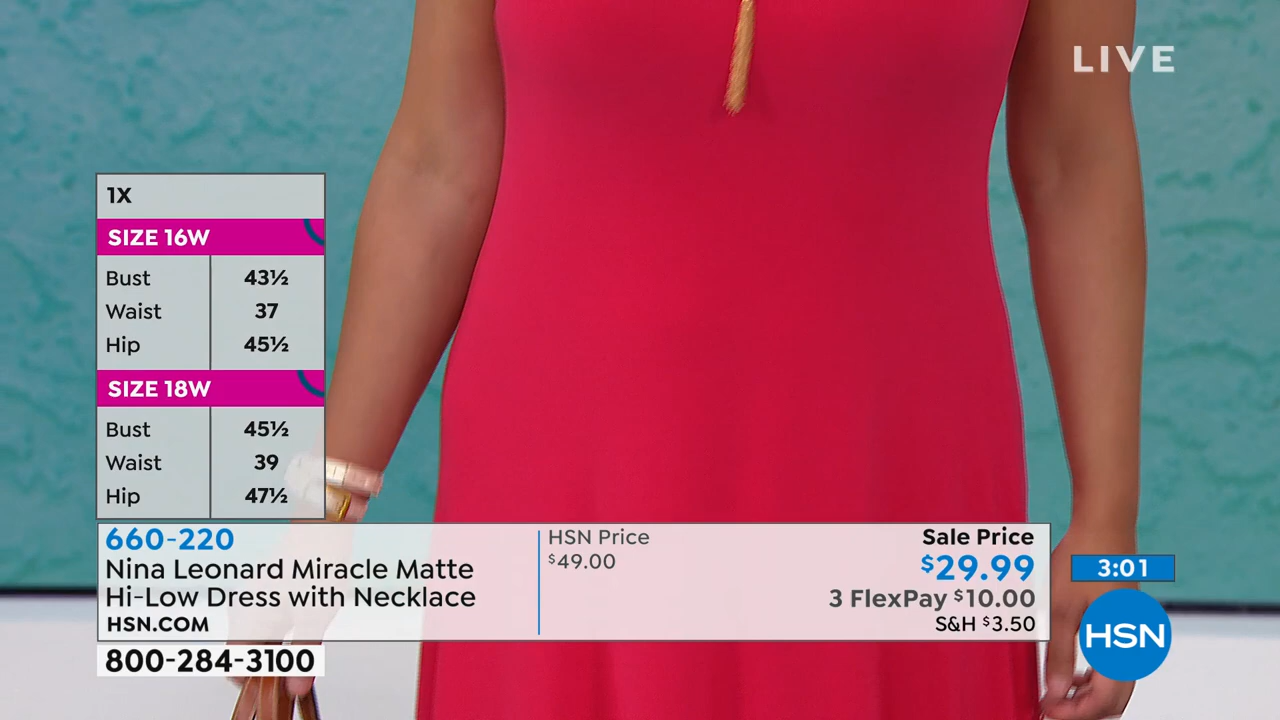 LIVE
1X
SIZE 16W
Bust 43½
Waist 37
Hip 45½
SIZE 18W
Bust 45½
Waist 39
Hip 47½
660-220
Nina Leonard Miracle Matte
Hi-Low Dress with Necklace
HSN.COM
HSN Price
$49.00
Sale Price
$29.99
3 FlexPay $10.00
S&H $3.50
3:01
HSN
800-284-3100